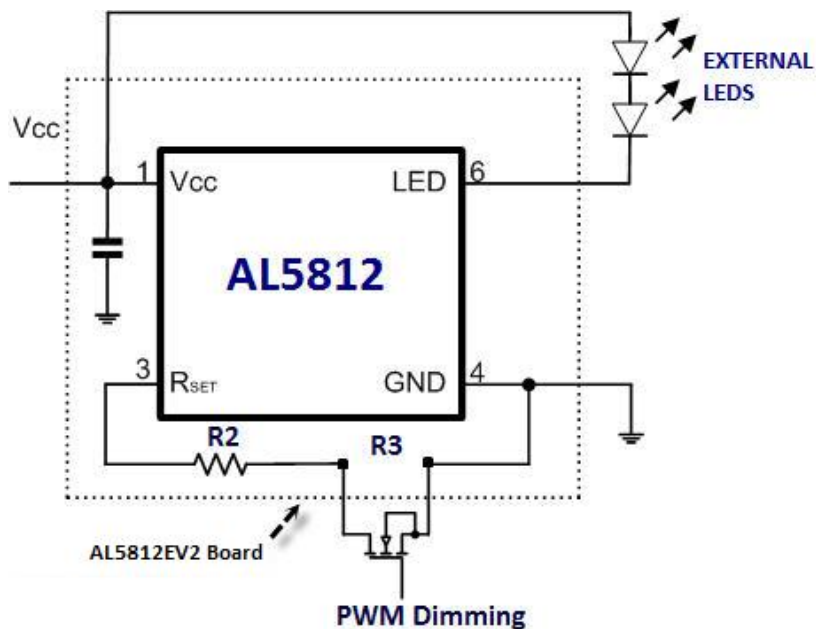 EXTERNAL
LEDS
Vcc
1
Vcc
LED
6
AL5812
3
RSET
GND
4
R2
R3
AL5812EV2 Board
PWM Dimming